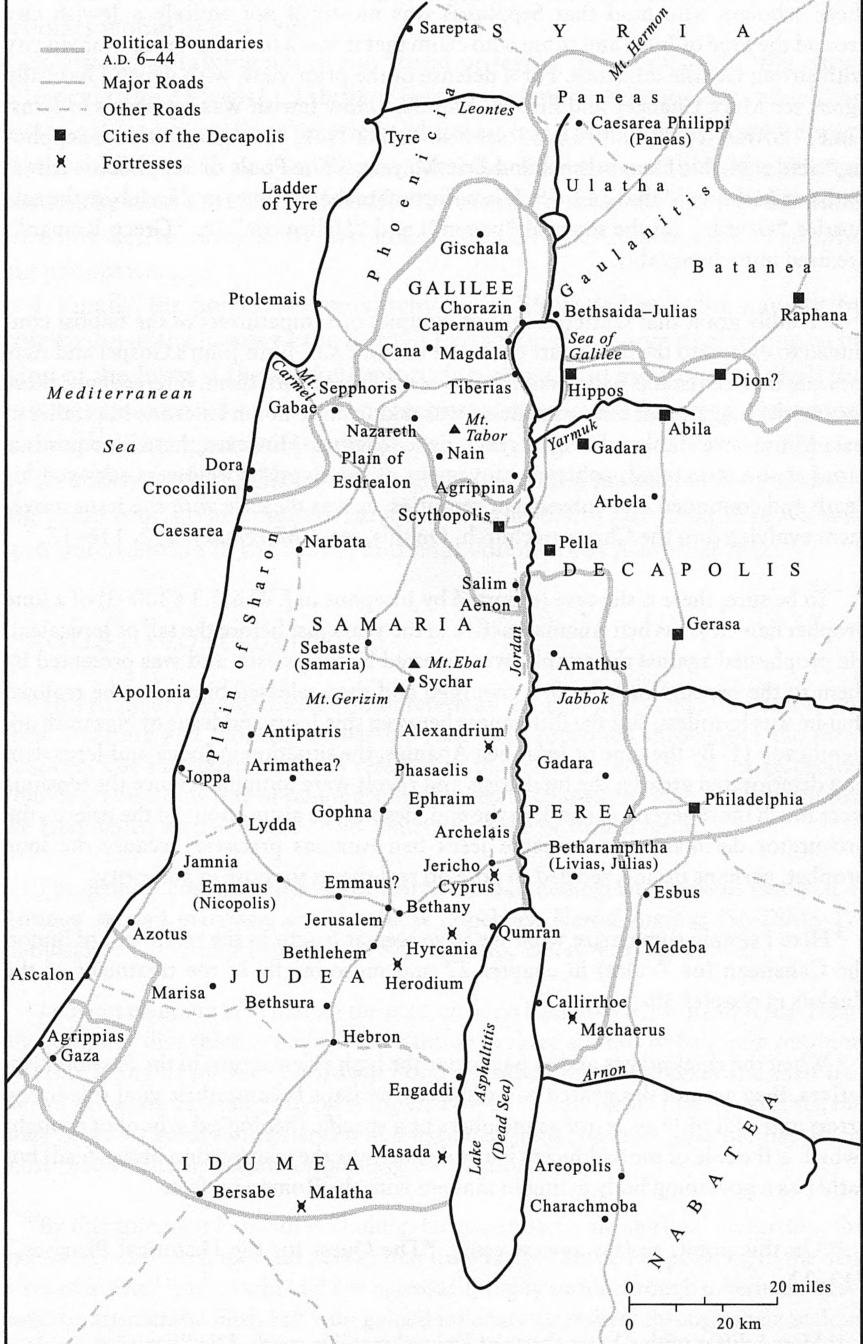 Political Boundaries
A.D. 6–44
Major Roads
Other Roads
Cities of the Decapolis
Fortresses
Sarepta
SYRIA
Mt. Hermon
Leontes
Paneas
Tyre
Caesarea Philippi
(Paneas)
Phoenicia
Ladder
of Tyre
Ulatha
Gaulanitis
Gischala
Batanea
GALILEE
Ptolemais
Chorazin
Raphana
Capernaum
Bethsaida–Julias
Sea of
Galilee
Cana
Magdala
Mt.
Carmel
Sepphoris
Tiberias
Hippos
Dion?
Mediterranean
Sea
Gabae
Nazareth
Mt.
Tabor
Yarmuk
Abila
Gadara
Plain of
Esdrealon
Nain
Dora
Crocodilion
Agrippina
Arbela
Scythopolis
Caesarea
Narbata
Pella
DECAPOLIS
Plain of Sharon
Salim
Aenon
SAMARIA
Jordan
Gerasa
Sebaste
(Samaria)
Mt.Ebal
Sychar
Amathus
Apollonia
Mt.Gerizim
Jabbok
Antipatris
Alexandrium
Joppa
Arimathea?
Phasaelis
Gadara
Gophna
Ephraim
PEREA
Philadelphia
Lydda
Archelais
Jamnia
Jericho
Betharamphtha
(Livias, Julias)
Emmaus
(Nicopolis)
Emmaus?
Cyprus
Esbus
Bethany
Jerusalem
Azotus
Qumran
Hyrcania
Medeba
Bethlehem
Ascalon
JUDEA
Herodium
Marisa
Bethsura
Callirrhoe
Machaerus
Agrippias
Gaza
Hebron
Lake Asphaltitis
(Dead Sea)
Arnon
Engaddi
NABATEA
Masada
IDUMEA
Areopolis
Bersabe
Malatha
Charachmoba
0 20 miles
0 20 km